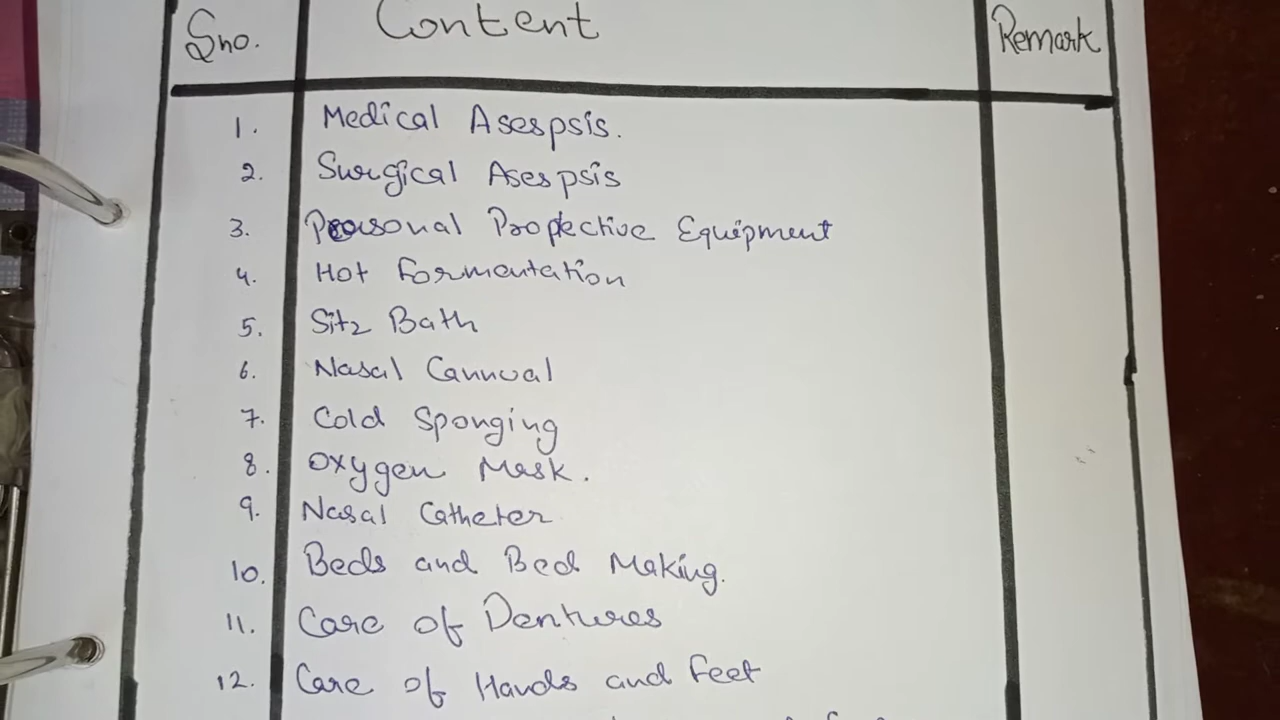 Sno. Content Remark
1. Medical Asespsis.
2. Surgical Asespsis
3. Personal Proptective Equipment
4. Hot Formentation
5. Sitz Bath
6. Nasal Cannual
7. Cold Sponging
8. Oxygen Mask.
9. Nasal Catheter
10. Beds and Bed Making.
11. Care of Dentures
12. Care of Hands and Feet